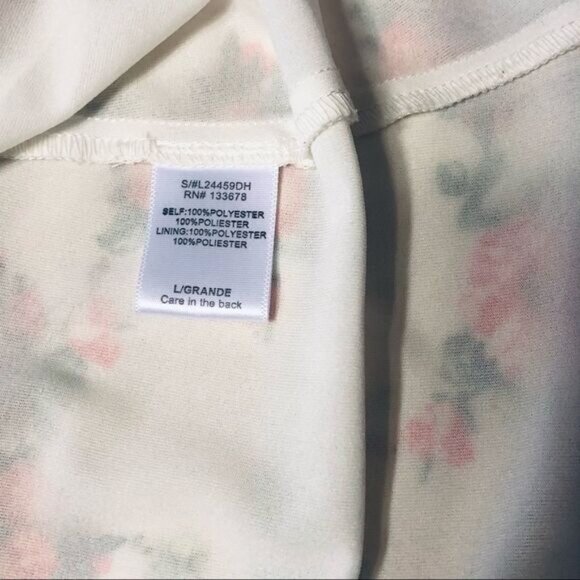 S/#L24459DH
RN# 133678
SELF:100%POLYESTER
100%POLIESTER
LINING:100%POLYESTER
100%POLIESTER
L/GRANDE
Care in the back